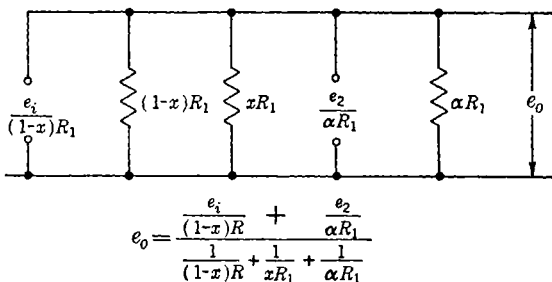 e_i/(1-x)R_1
(1-x)R_1
xR_1
e_2/αR_1
αR_1
e_o
e_o = (e_i/(1-x)R + e_2/αR_1)/(1/(1-x)R + 1/xR_1 + 1/αR_1)